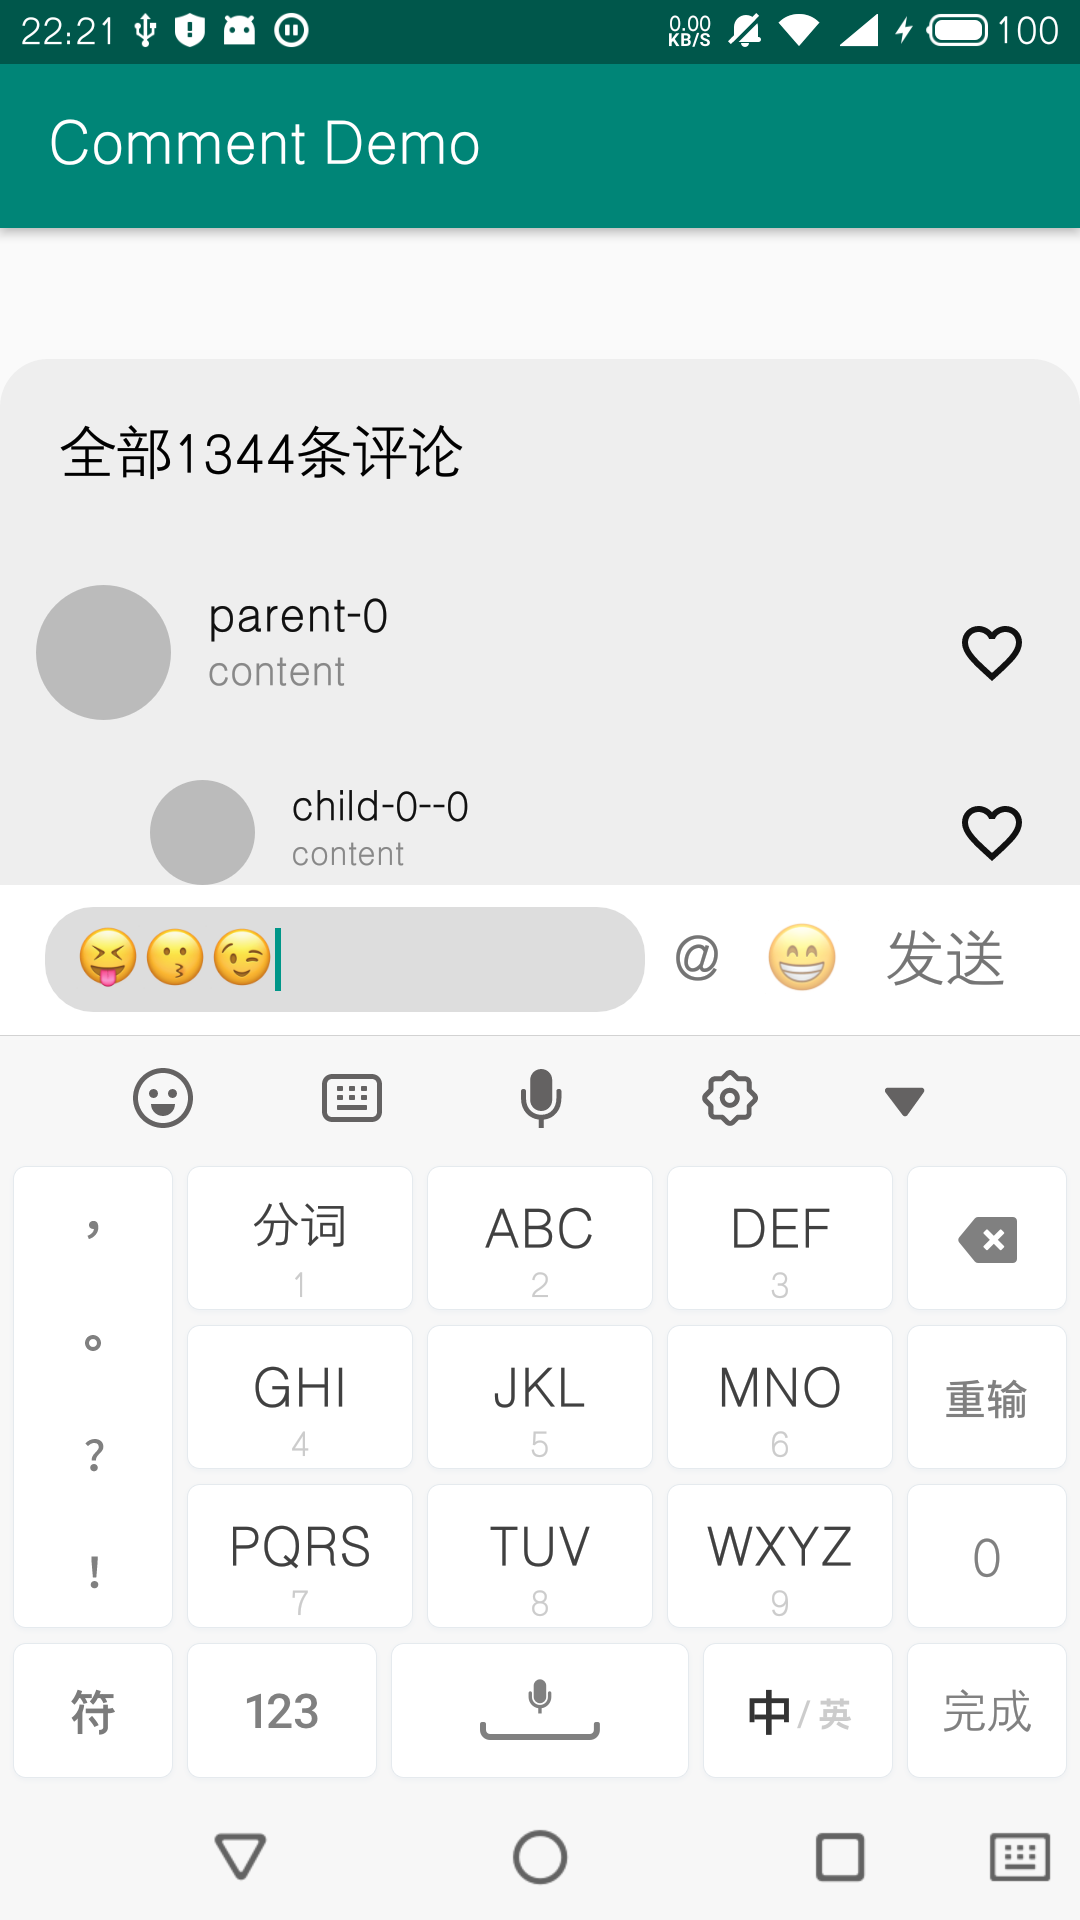 22:21 0.00 KB/S 100
Comment Demo
全部1344条评论
parent-0
content
child-0--0
content
😝😗😉 @ 😁 发送
， 分词 ABC DEF
1 2 3
。 GHI JKL MNO 重输
4 5 6
？ PQRS TUV WXYZ 0
！ 7 8 9
符 123 中/英 完成